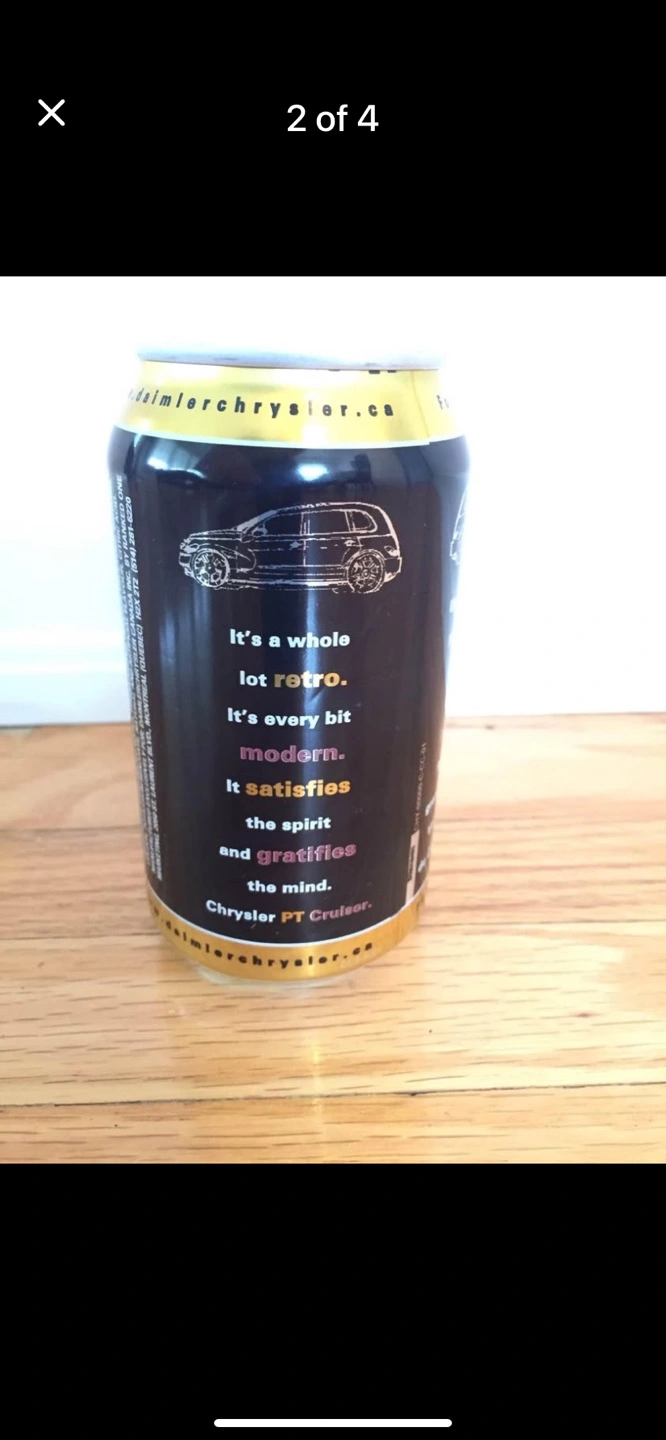 2 of 4
.daimlerchrysler.ca
It's a whole
lot retro.
It's every bit
modern.
It satisfies
the spirit
and gratifies
the mind.
Chrysler PT Cruiser.
.daimlerchrysler.ca